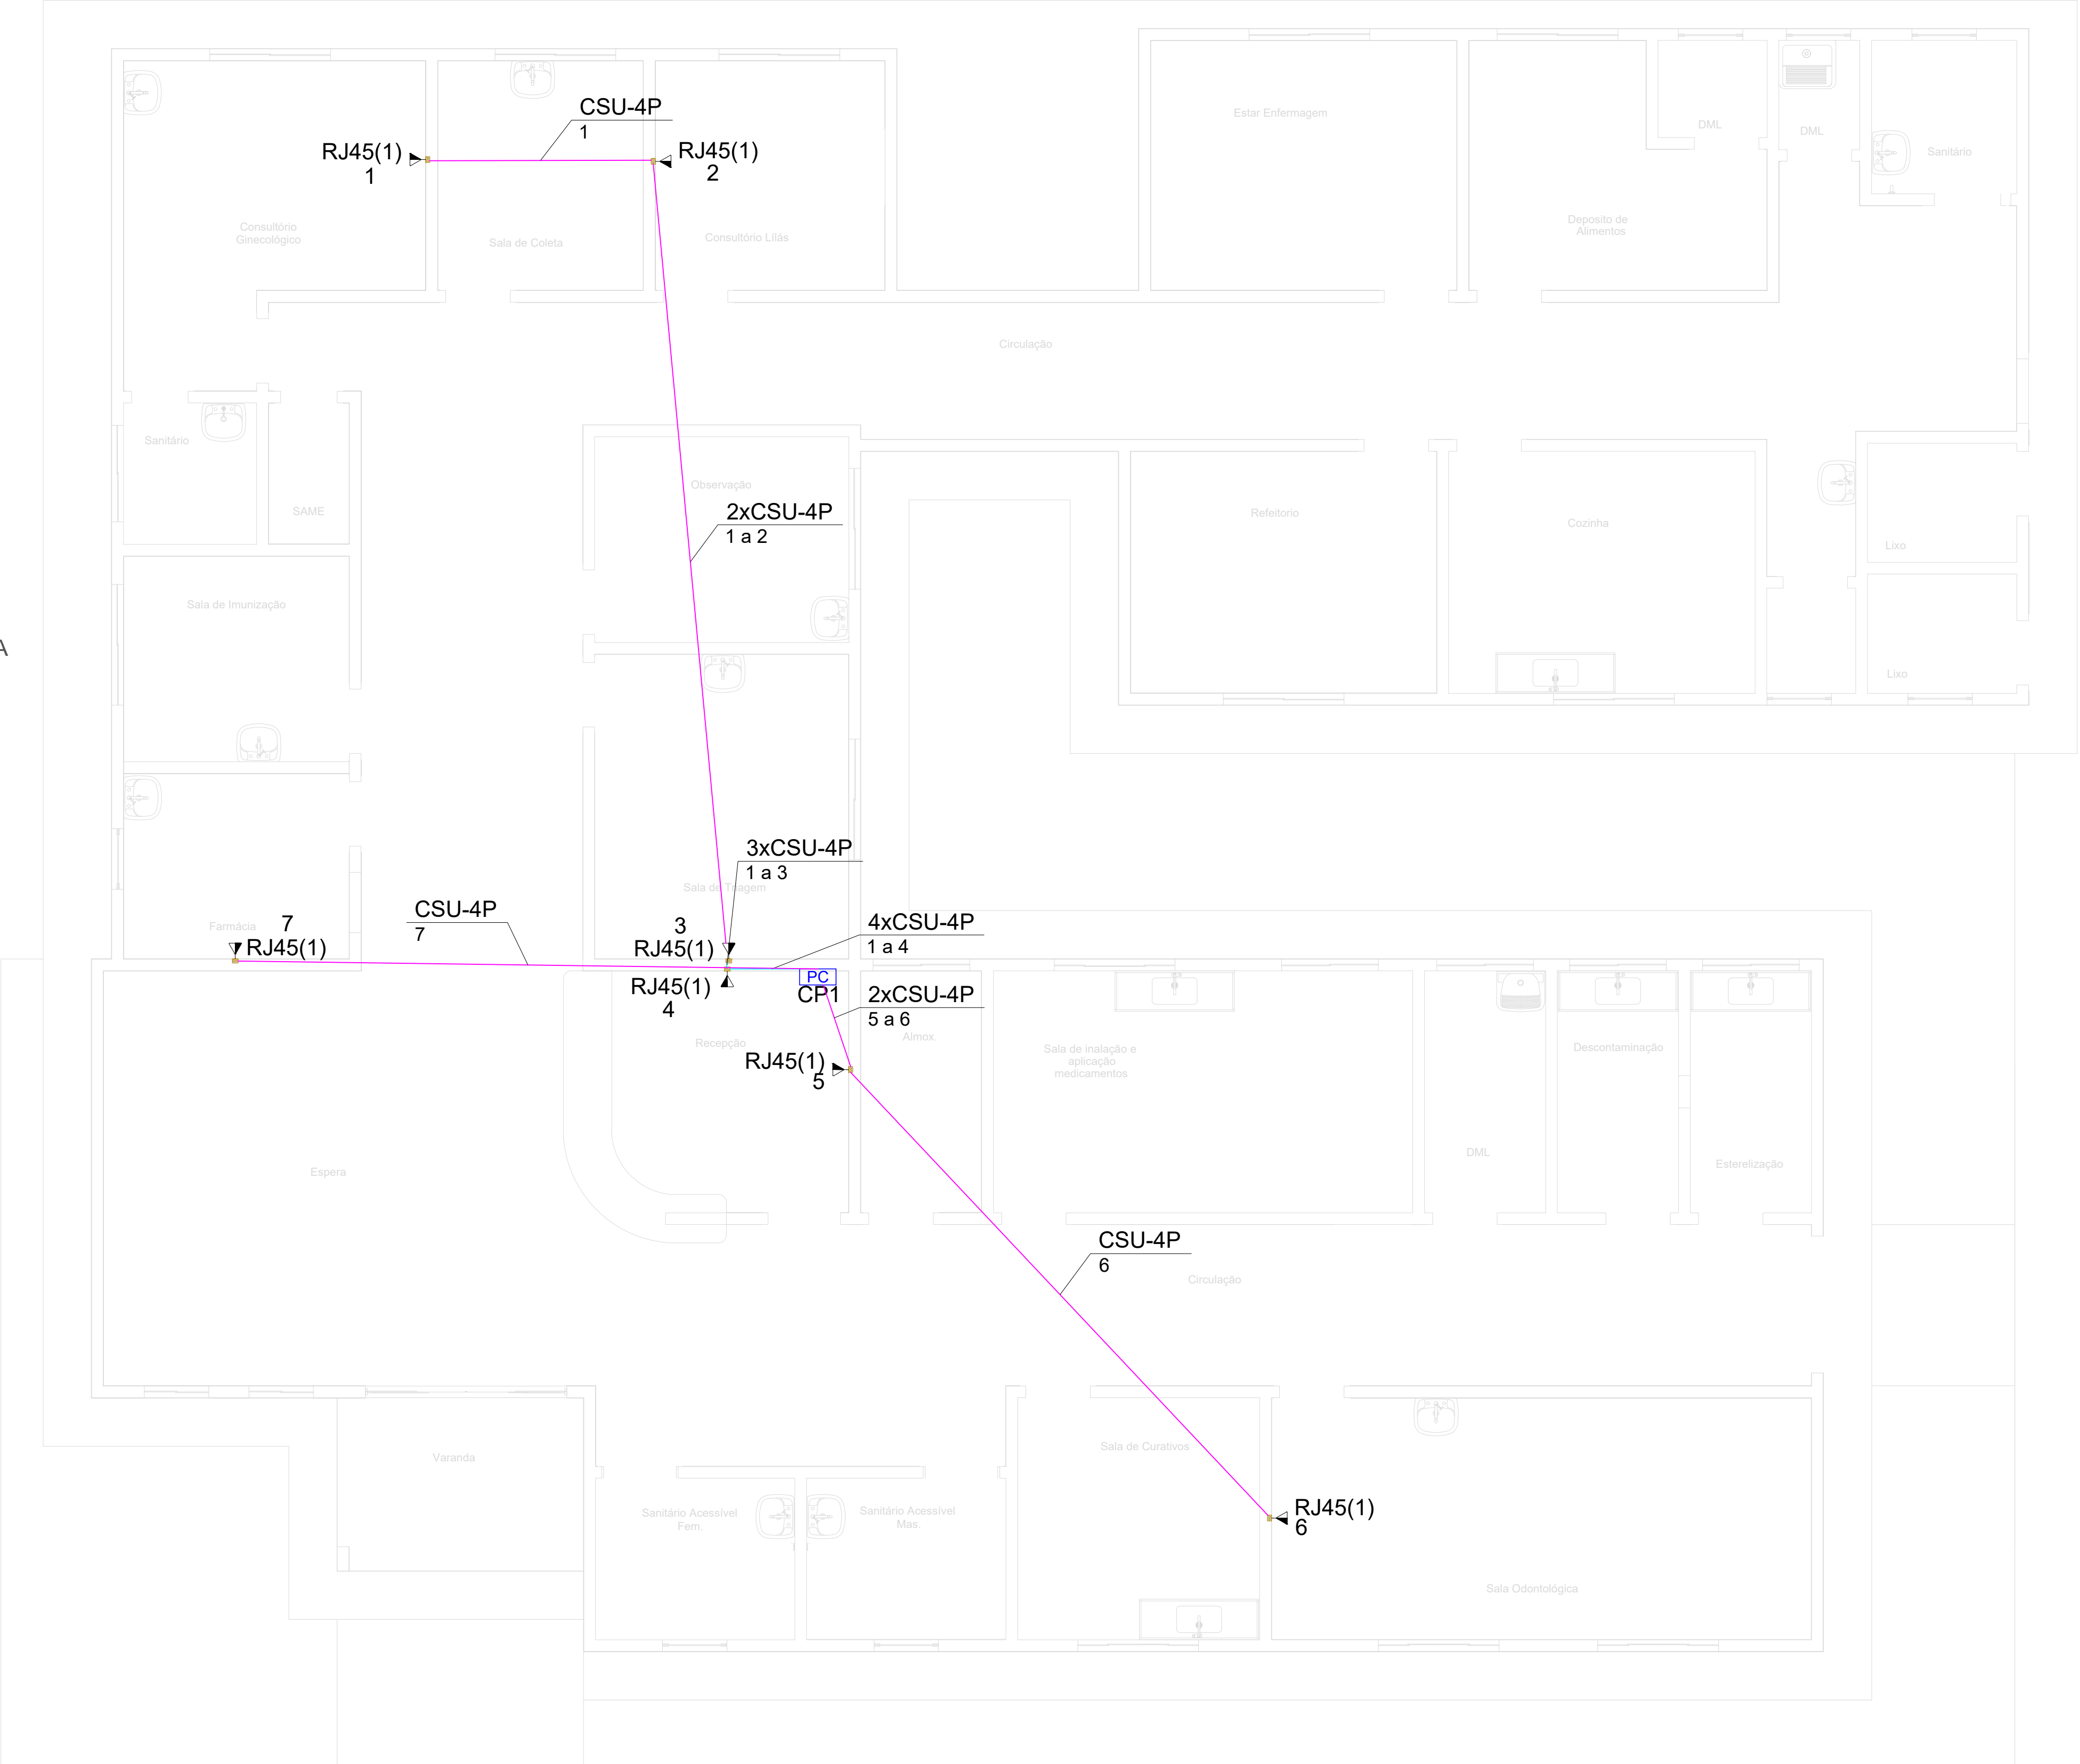 CSU-4P
1
RJ45(1)
1
RJ45(1)
2
Estar Enfermagem
DML
DML
Sanitário
Deposito de
Alimentos
Consultório
Ginecológico
Sala de Coleta
Consultório Lilás
Circulação
Sanitário
SAME
Observação
2xCSU-4P
1 a 2
Refeitorio
Cozinha
Lixo
Sala de Imunização
A
Lixo
3xCSU-4P
1 a 3
Sala de Triagem
Farmácia
7
RJ45(1)
CSU-4P
7
3
RJ45(1)
4xCSU-4P
1 a 4
RJ45(1)
4
PC
CP1
2xCSU-4P
5 a 6
Recepção
Almox.
RJ45(1)
5
Sala de inalação e
aplicação
medicamentos
Descontaminação
DML
Esterelização
Espera
CSU-4P
6
Circulação
Sala de Curativos
Varanda
Sanitário Acessível
Fem.
Sanitário Acessível
Mas.
RJ45(1)
6
Sala Odontológica